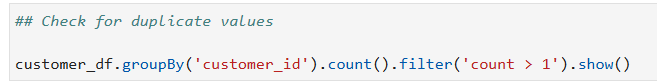 ## Check for duplicate values
customer_df.groupBy('customer_id').count().filter('count > 1').show()